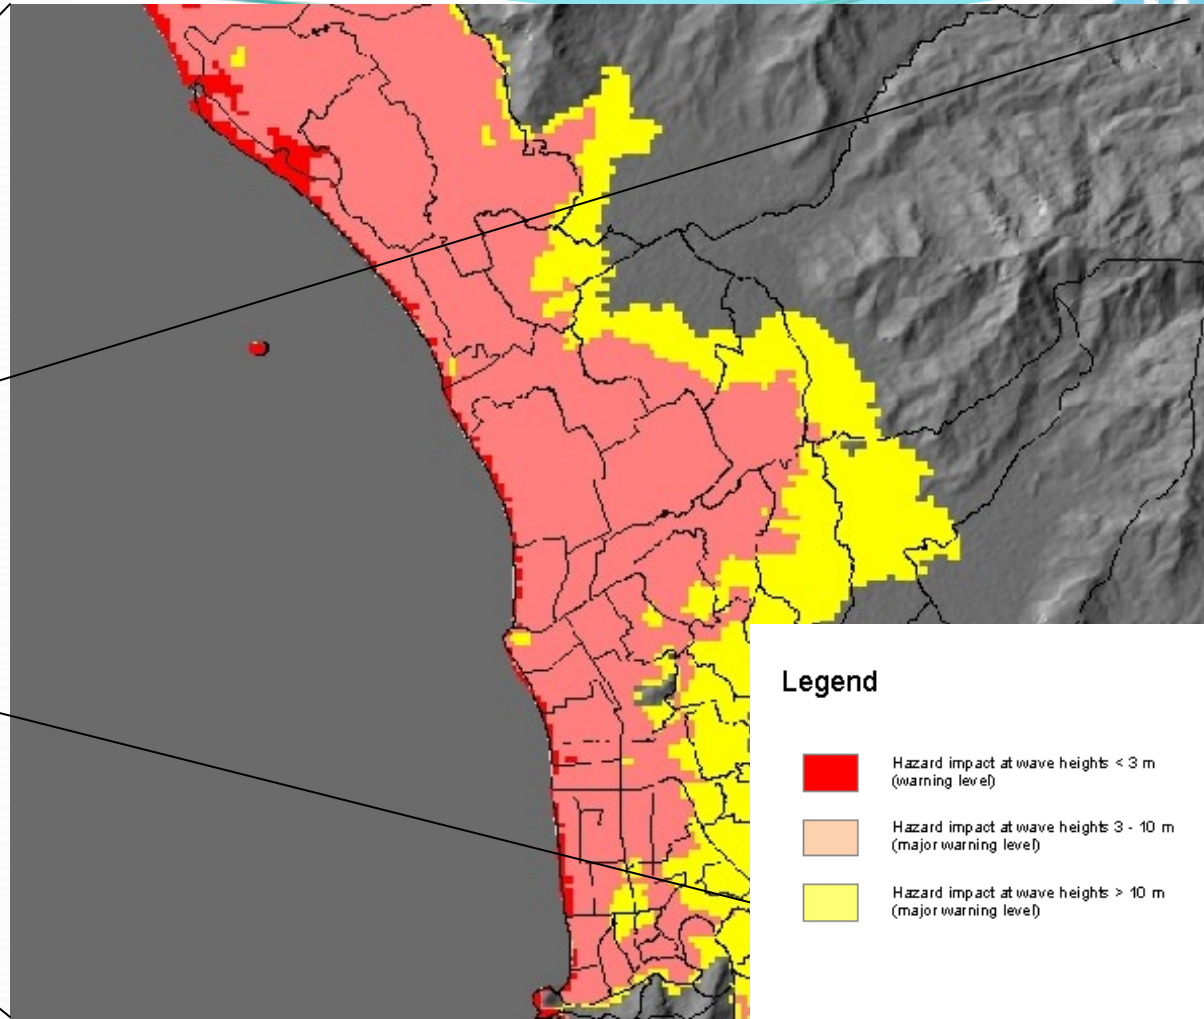 Legend
Hazard impact at wave heights < 3 m
(warning level)
Hazard impact at wave heights 3 - 10 m
(major warning level)
Hazard impact at wave heights > 10 m
(major warning level)